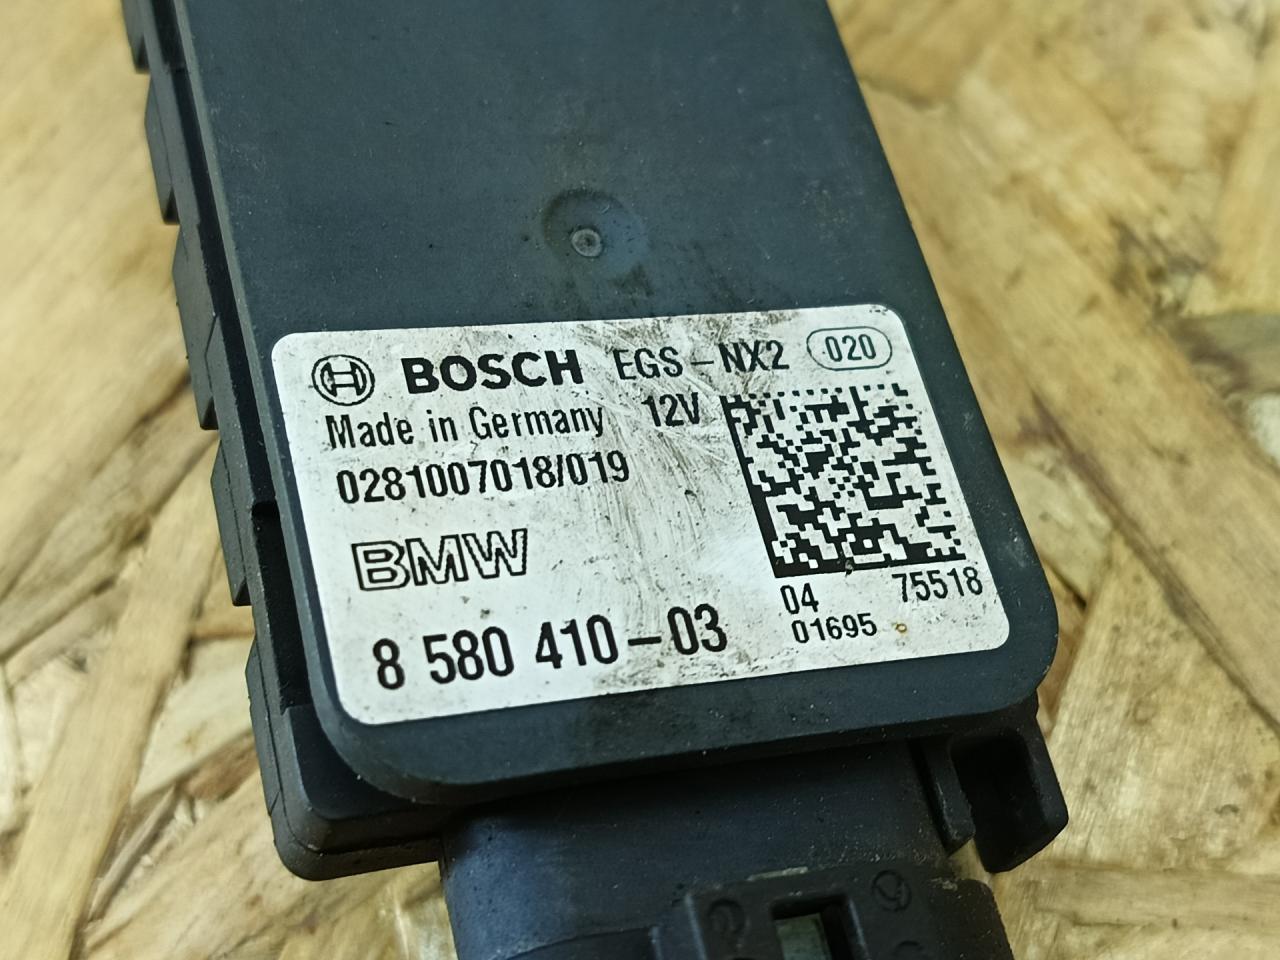 BOSCH EGS-NX2 020
Made in Germany 12V
0281007018/019
BMW
8 580 410-03
04 75518
01695